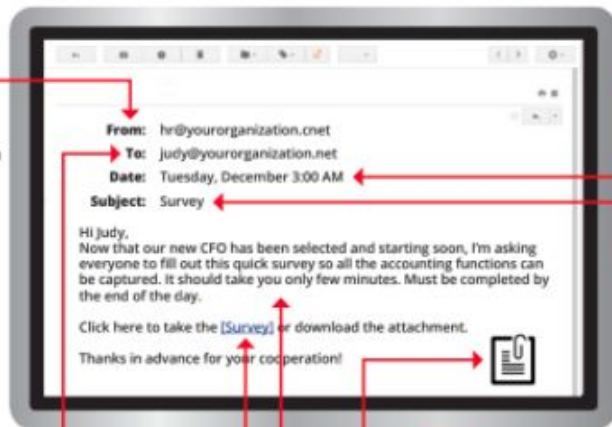 From: hr@yourorganization.cnet
To: judy@yourorganization.net
Date: Tuesday, December 3:00 AM
Subject: Survey
Hi Judy,
Now that our new CFO has been selected and starting soon, I'm asking
everyone to fill out this quick survey so all the accounting functions can
be captured. It should take you only few minutes. Must be completed by
the end of the day.
Click here to take the [Survey] or download the attachment.
Thanks in advance for your cooperation!